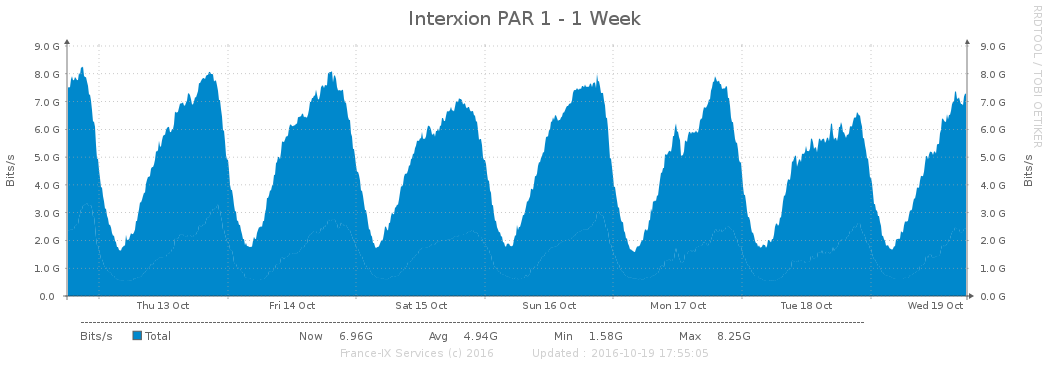 Interxion PAR 1 - 1 Week
RRDTOOL / TOBI OETIKER
Bits/s
9.0 G 9.0 G
8.0 G 8.0 G
7.0 G 7.0 G
6.0 G 6.0 G
5.0 G 5.0 G
4.0 G 4.0 G
3.0 G 3.0 G
2.0 G 2.0 G
1.0 G 1.0 G
0.0 0.0 G
Bits/s
Thu 13 Oct Fri 14 Oct Sat 15 Oct Sun 16 Oct Mon 17 Oct Tue 18 Oct Wed 19 Oct
Bits/s Total Now 6.96G Avg 4.94G Min 1.58G Max 8.25G
France-IX Services (c) 2016 Updated : 2016-10-19 17:55:05